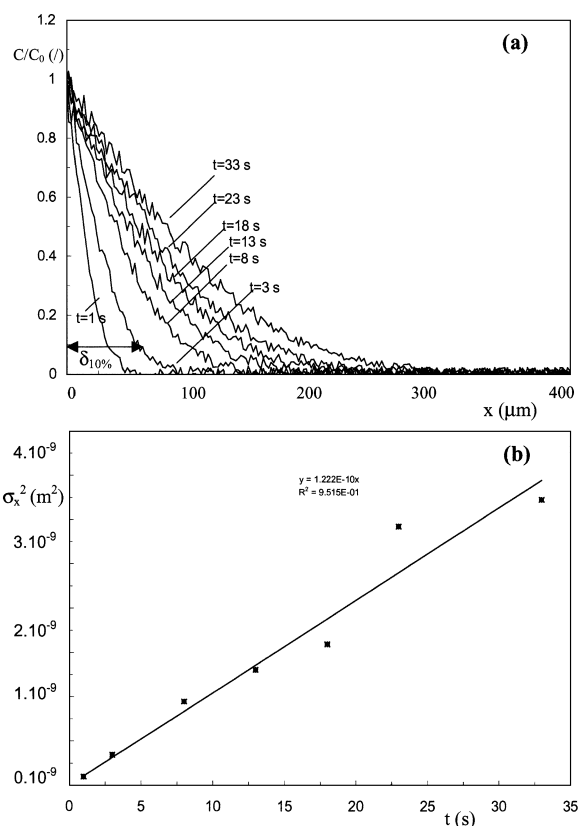 1.2
(a)
C/C₀ (/)
1
0.8
t=33 s
0.6
t=23 s
t=18 s
t=13 s
0.4
t=8 s
t=3 s
0.2
t=1 s
δ10%
0
0 100 200 300 400
x (μm)
(b)
4.10⁻⁹
y = 1.222E-10x
R² = 9.515E-01
σₓ² (m²)
3.10⁻⁹
2.10⁻⁹
1.10⁻⁹
0.10⁻⁹
0 5 10 15 20 25 30 35
t (s)